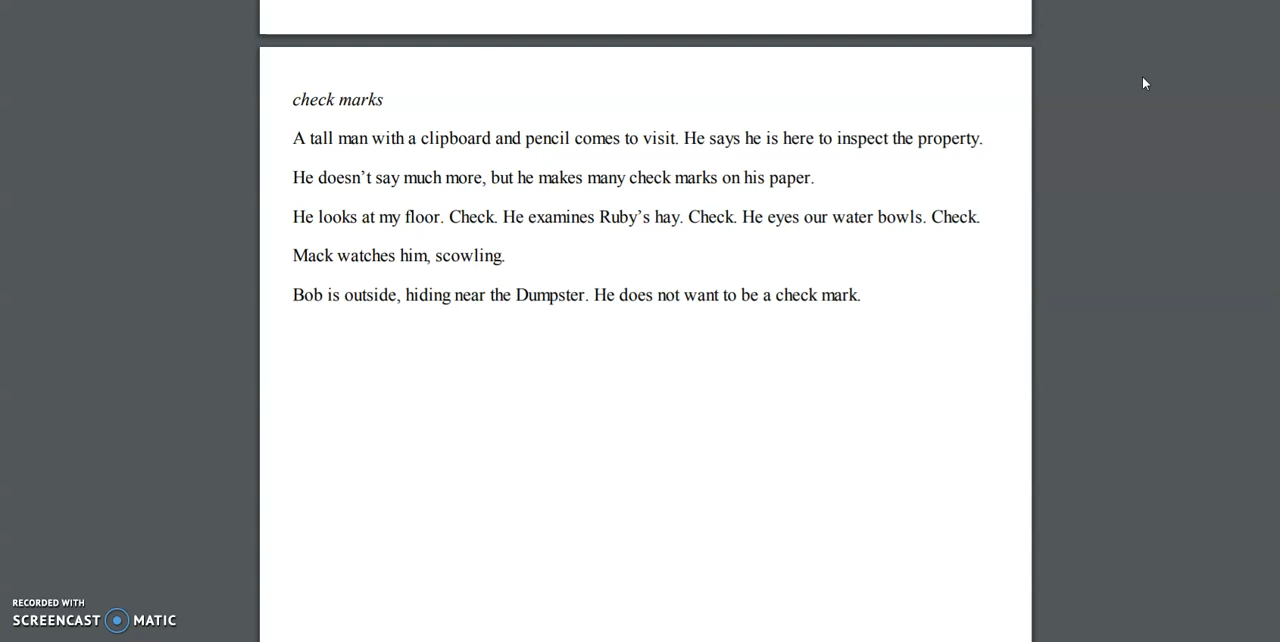 check marks
A tall man with a clipboard and pencil comes to visit. He says he is here to inspect the property.
He doesn’t say much more, but he makes many check marks on his paper.
He looks at my floor. Check. He examines Ruby’s hay. Check. He eyes our water bowls. Check.
Mack watches him, scowling.
Bob is outside, hiding near the Dumpster. He does not want to be a check mark.
RECORDED WITH
SCREENCAST MATIC